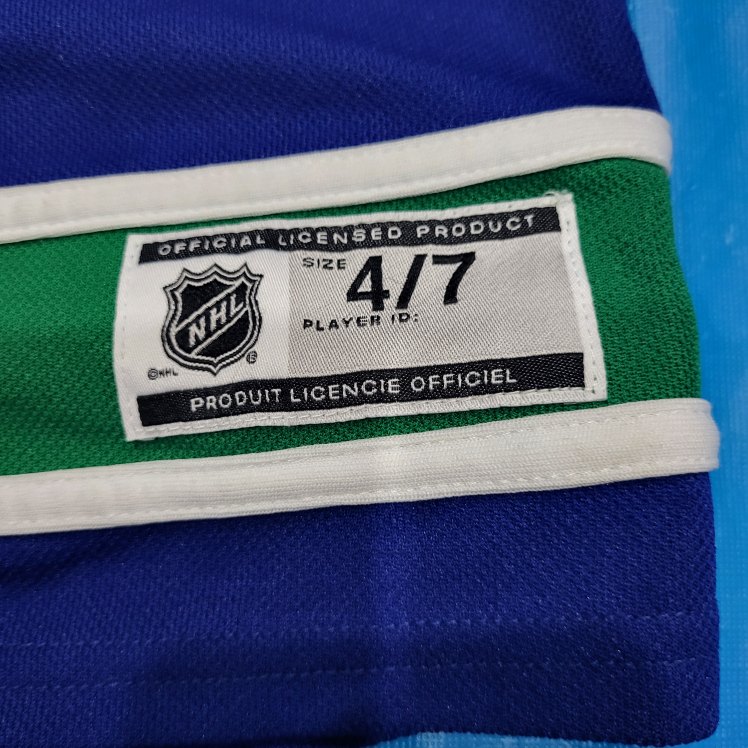 OFFICIAL LICENSED PRODUCT
SIZE 4/7
PLAYER ID:
NHL
©NHL ®
PRODUIT LICENCIE OFFICIEL